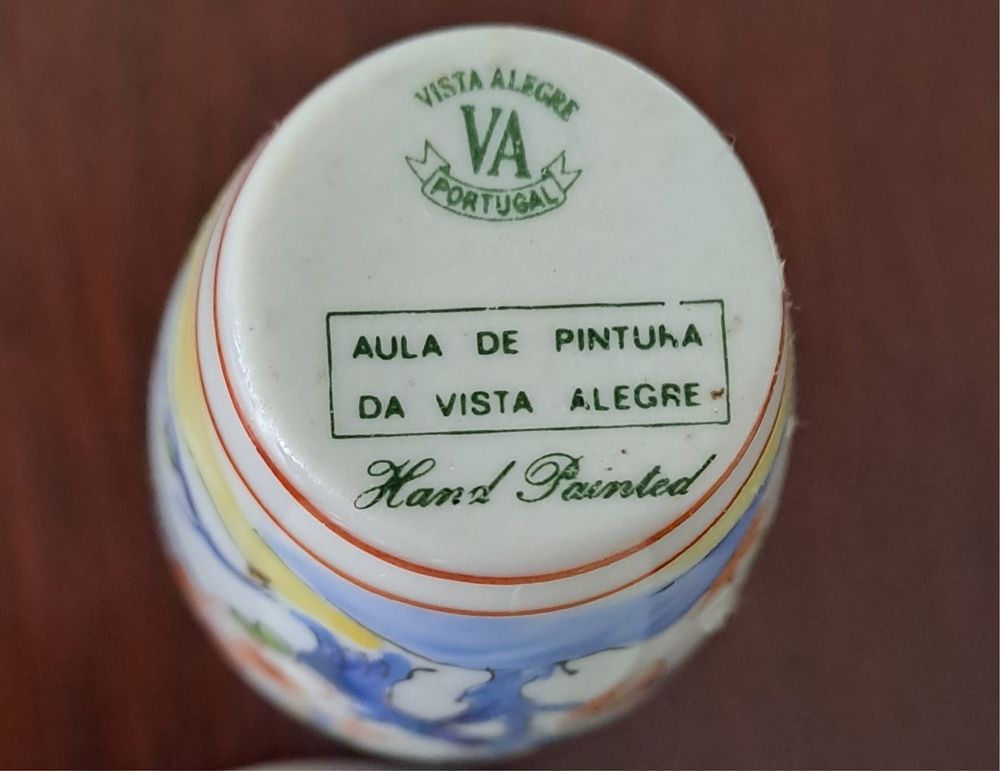 VISTA ALEGRE
VA
PORTUGAL
AULA DE PINTURA
DA VISTA ALEGRE
Hand Painted